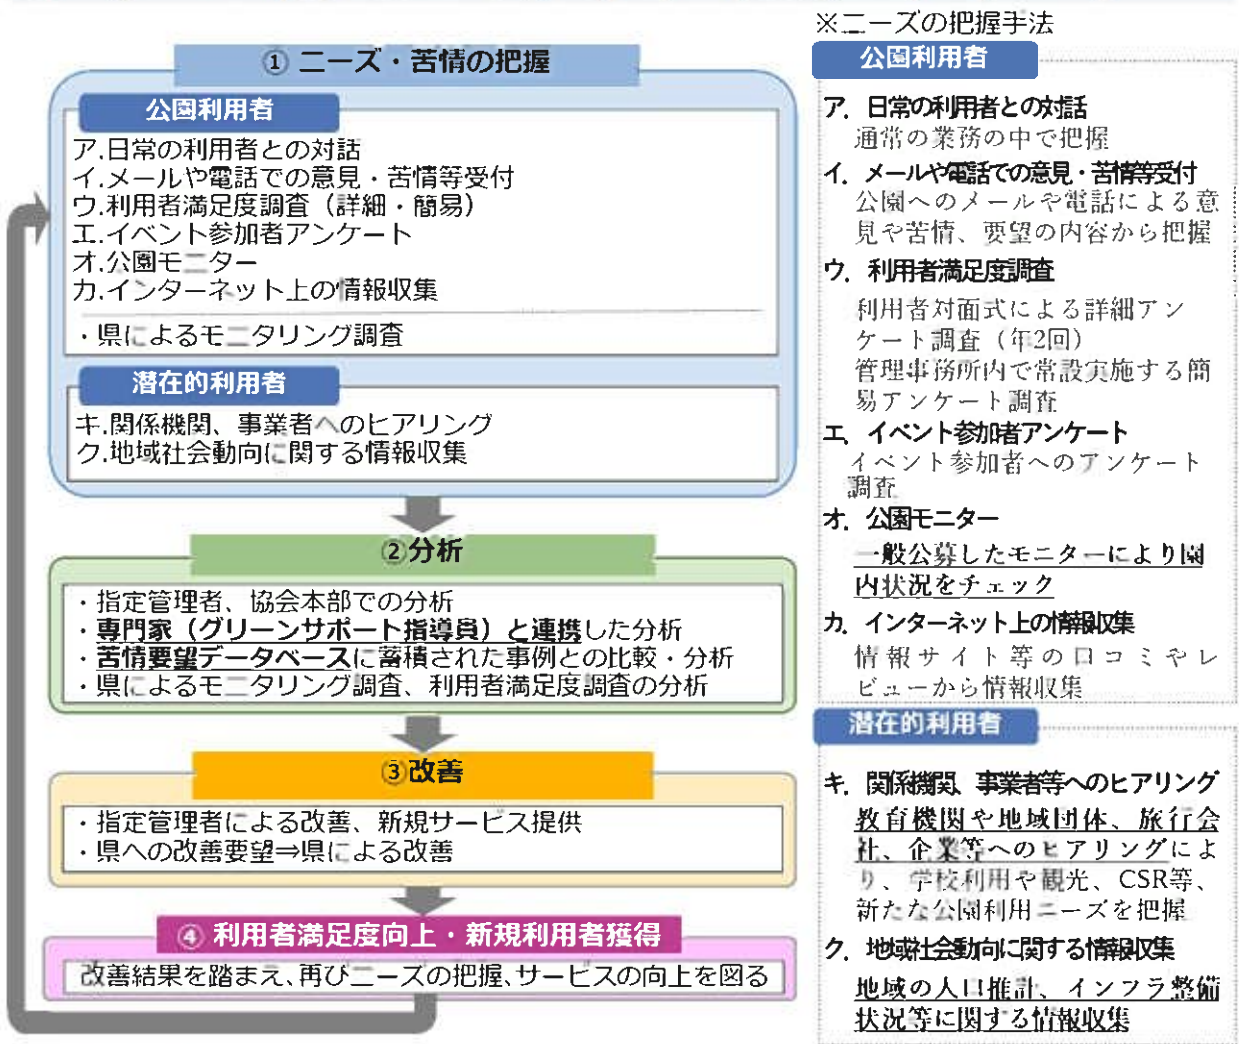 ① ニーズ・苦情の把握
公園利用者
ア.日常の利用者との対話
イ.メールや電話での意見・苦情等受付
ウ.利用者満足度調査（詳細・簡易）
エ.イベント参加者アンケート
オ.公園モニター
カ.インターネット上の情報収集
・県によるモニタリング調査
潜在的利用者
キ.関係機関、事業者へのヒアリング
ク.地域社会動向に関する情報収集
②分析
・指定管理者、協会本部での分析
・専門家（グリーンサポート指導員）と連携した分析
・苦情要望データベースに蓄積された事例との比較・分析
・県によるモニタリング調査、利用者満足度調査の分析
③改善
・指定管理者による改善、新規サービス提供
・県への改善要望⇒県による改善
④ 利用者満足度向上・新規利用者獲得
改善結果を踏まえ、再びニーズの把握、サービスの向上を図る
※ニーズの把握手法
公園利用者
ア．日常の利用者との対話
通常の業務の中で把握
イ．メールや電話での意見・苦情等受付
公園へのメールや電話による意
見や苦情、要望の内容から把握
ウ．利用者満足度調査
利用者対面式による詳細アン
ケート調査（年2回）
管理事務所内で常設実施する簡
易アンケート調査
エ．イベント参加者アンケート
イベント参加者へのアンケート
調査
オ．公園モニター
一般公募したモニターにより園
内状況をチェック
カ．インターネット上の情報収集
情報サイト等の口コミやレ
ビューから情報収集
潜在的利用者
キ．関係機関、事業者等へのヒアリング
教育機関や地域団体、旅行会
社、企業等へのヒアリングによ
り、学校利用や観光、CSR等、
新たな公園利用ニーズを把握
ク．地域社会動向に関する情報収集
地域の人口推計、インフラ整備
状況等に関する情報収集